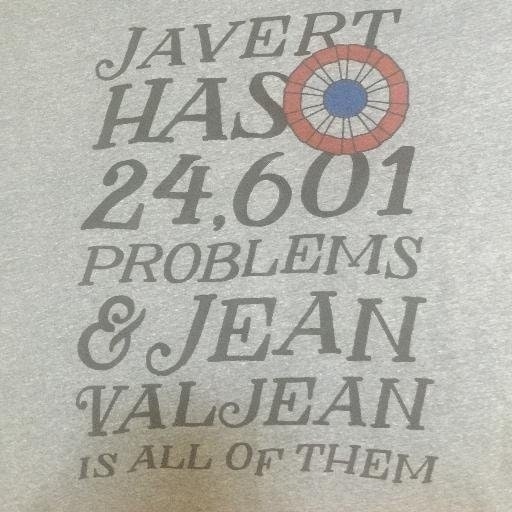 JAVERT
HAS
24,601
PROBLEMS
& JEAN
VALJEAN
IS ALL OF THEM